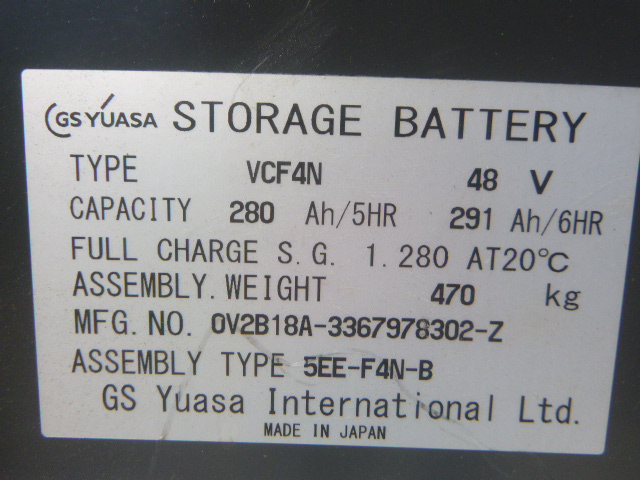 GS YUASA STORAGE BATTERY
TYPE VCF4N 48 V
CAPACITY 280 Ah/5HR 291 Ah/6HR
FULL CHARGE S.G. 1.280 AT20℃
ASSEMBLY.WEIGHT 470 kg
MFG.NO. 0V2B18A-3367978302-Z
ASSEMBLY TYPE 5EE-F4N-B
GS Yuasa International Ltd.
MADE IN JAPAN